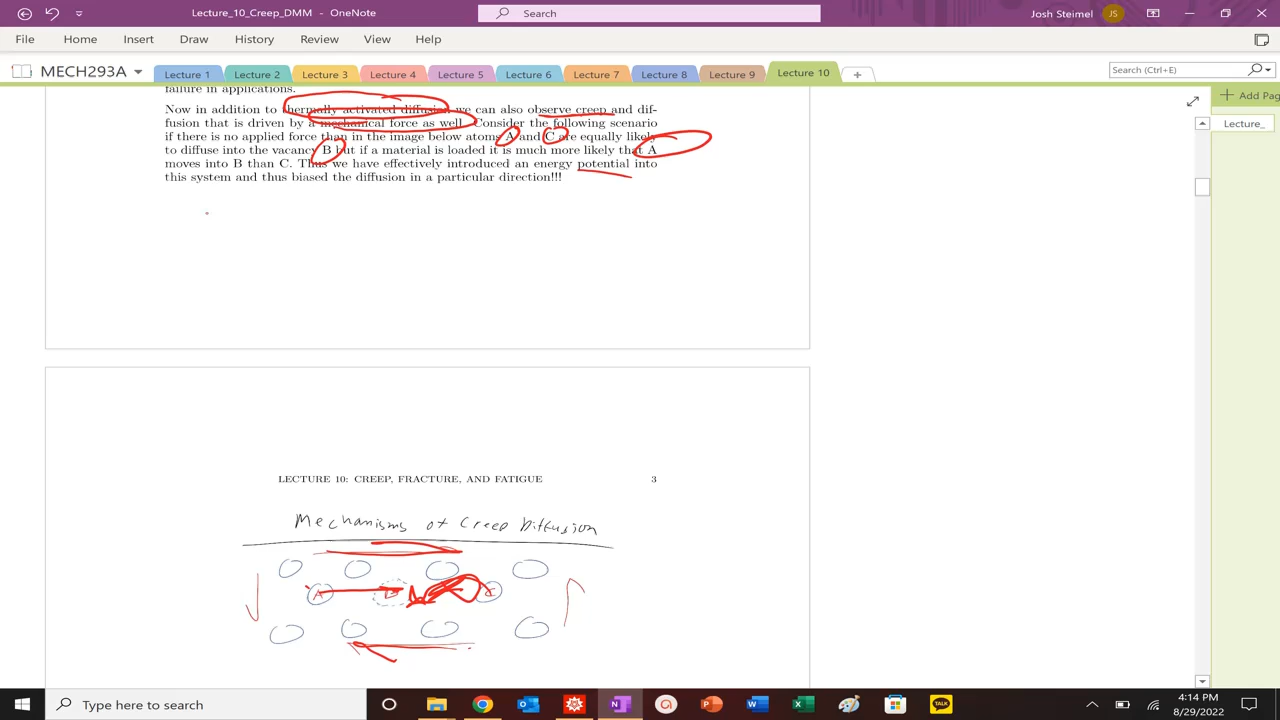 Lecture_10_Creep_DMM - OneNote
Search
Josh Steimel
JS
File Home Insert Draw History Review View Help
MECH293A
Lecture 1 Lecture 2 Lecture 3 Lecture 4 Lecture 5 Lecture 6 Lecture 7 Lecture 8 Lecture 9 Lecture 10 +
Search (Ctrl+E)
Add Pag
Lecture_
failure in applications.
Now in addition to thermally activated diffusion we can also observe creep and dif-
fusion that is driven by a mechanical force as well. Consider the following scenario
if there is no applied force than in the image below atoms A and C are equally likely
to diffuse into the vacancy B but if a material is loaded it is much more likely that A
moves into B than C. Thus we have effectively introduced an energy potential into
this system and thus biased the diffusion in a particular direction!!!
LECTURE 10: CREEP, FRACTURE, AND FATIGUE 3
Mechanisms of Creep Diffusion
A B C
Type here to search
TALK
4:14 PM
8/29/2022